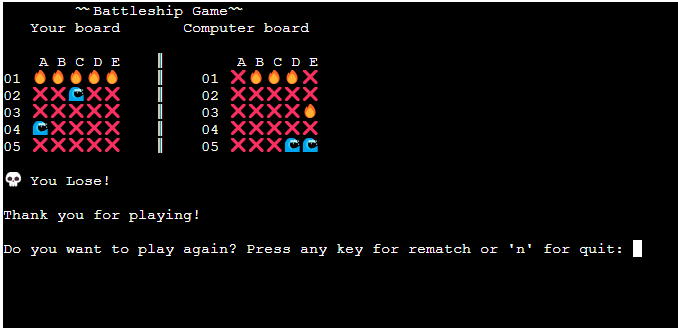 ~~Battleship Game~~
Your board Computer board
A B C D E ║ A B C D E
01 🔥🔥🔥🔥🔥 ║ 01 ❌🔥🔥🔥❌
02 ❌❌🌊❌❌ ║ 02 ❌❌❌❌❌
03 ❌❌❌❌❌ ║ 03 ❌❌❌❌🔥
04 🌊❌❌❌❌ ║ 04 ❌❌❌❌❌
05 ❌❌❌❌❌ ║ 05 ❌❌❌🌊🌊
💀 You Lose!
Thank you for playing!
Do you want to play again? Press any key for rematch or 'n' for quit: